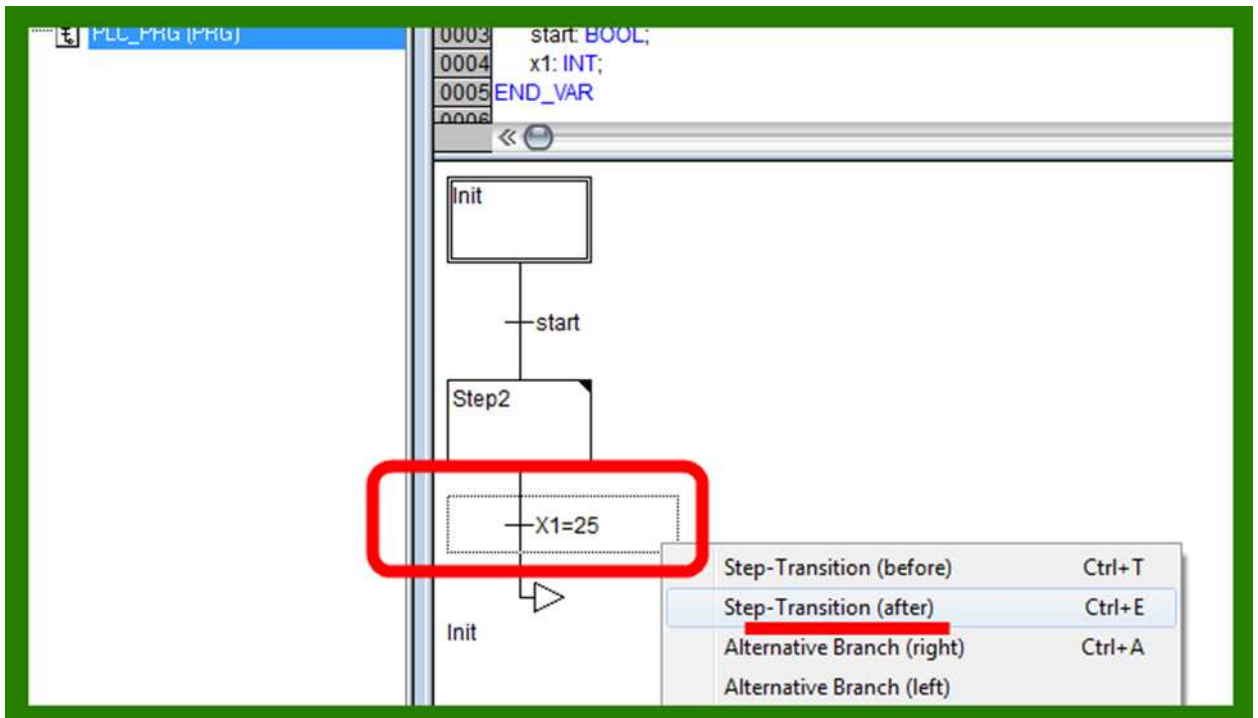 PLC_PRG (PRG)
0003 start: BOOL;
0004 x1: INT;
0005 END_VAR
0006
Init
start
Step2
X1=25
Step-Transition (before) Ctrl+T
Step-Transition (after) Ctrl+E
Init
Alternative Branch (right) Ctrl+A
Alternative Branch (left)